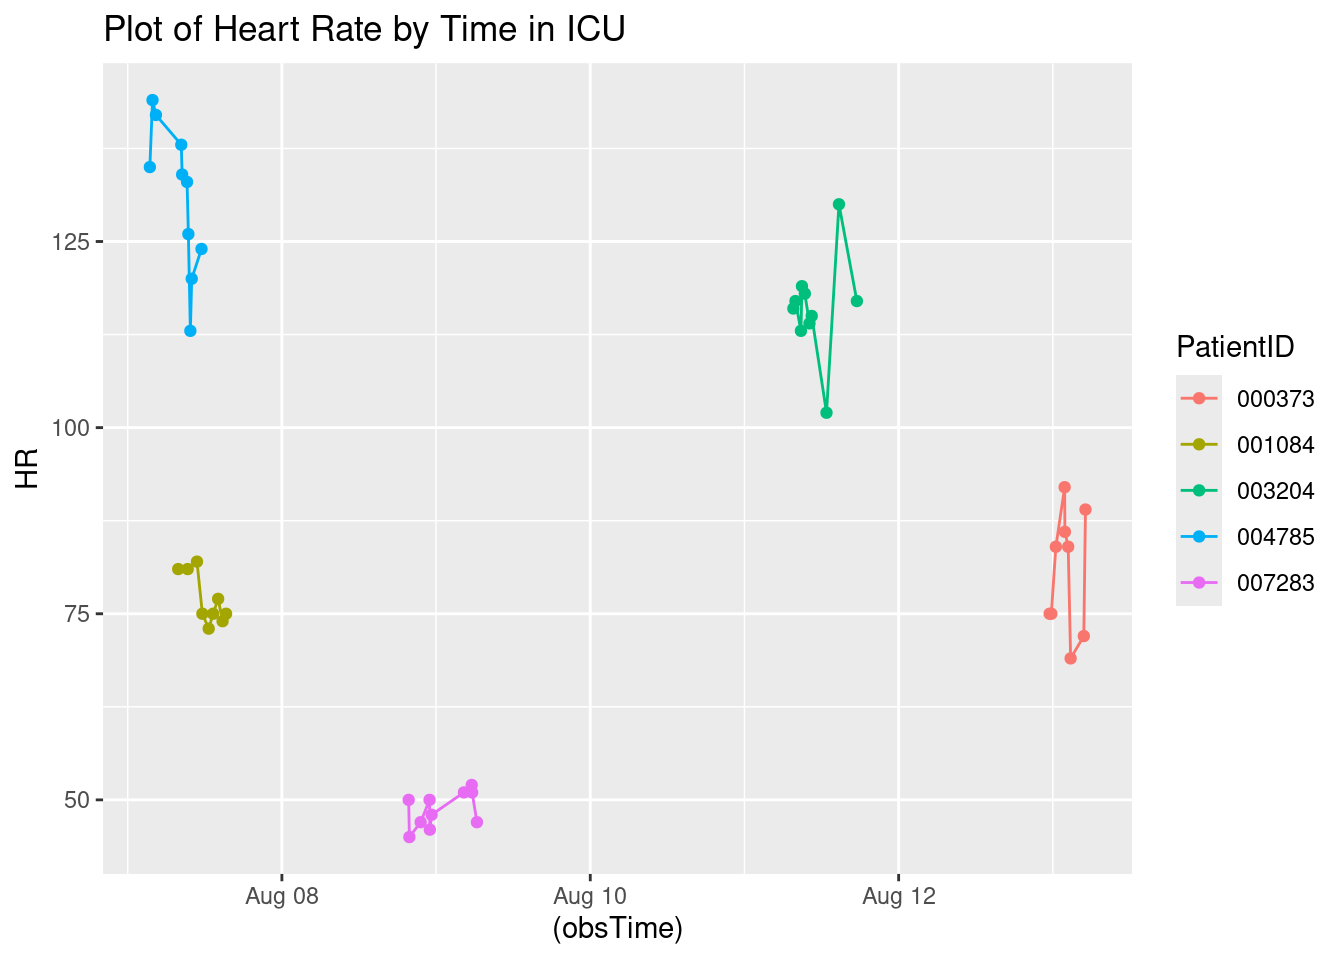 Plot of Heart Rate by Time in ICU
HR
125
100
75
50
Aug 08
Aug 10
Aug 12
(obsTime)
PatientID
000373
001084
003204
004785
007283